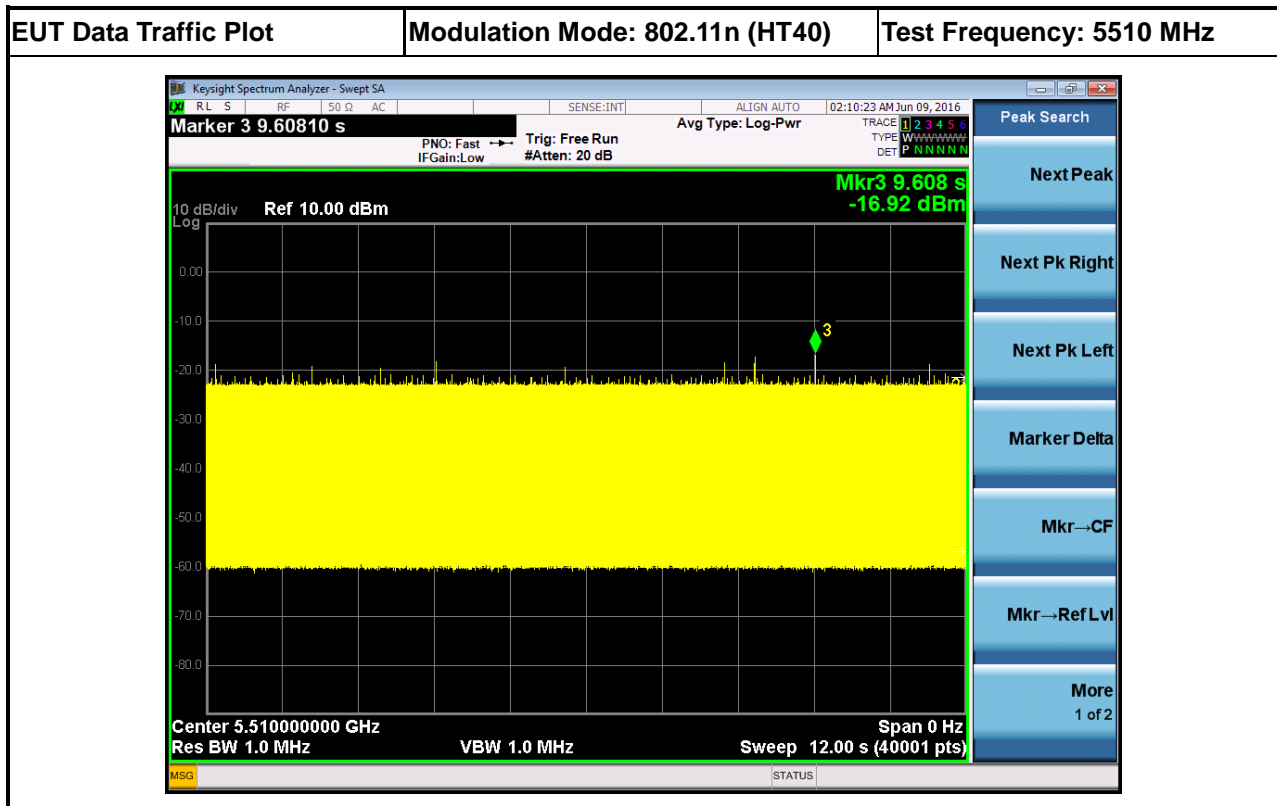 EUT Data Traffic Plot Modulation Mode: 802.11n (HT40) Test Frequency: 5510 MHz
Keysight Spectrum Analyzer - Swept SA
LXI RL S RF 50 Ω AC SENSE:INT ALIGN AUTO 02:10:23 AM Jun 09, 2016
Marker 3 9.60810 s
PNO: Fast
IFGain:Low
Trig: Free Run
#Atten: 20 dB
Avg Type: Log-Pwr
TRACE 1 2 3 4 5 6
TYPE WWWWWW
DET P N N N N N
Peak Search
Mkr3 9.608 s
-16.92 dBm
10 dB/div Ref 10.00 dBm
Log
0.00
-10.0
-20.0
-30.0
-40.0
-50.0
-60.0
-70.0
-80.0
3
Center 5.510000000 GHz Span 0 Hz
Res BW 1.0 MHz VBW 1.0 MHz Sweep 12.00 s (40001 pts)
Next Peak
Next Pk Right
Next Pk Left
Marker Delta
Mkr→CF
Mkr→Ref Lvl
More
1 of 2
MSG STATUS